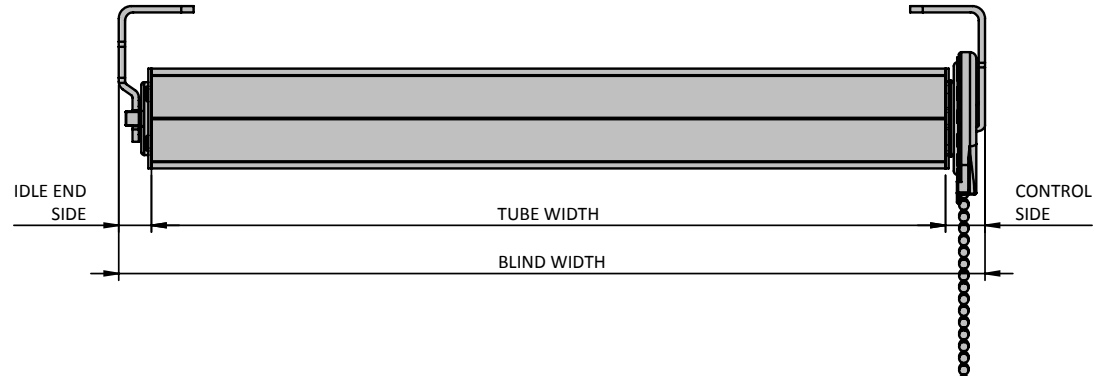 IDLE END
SIDE
TUBE WIDTH
CONTROL
SIDE
BLIND WIDTH